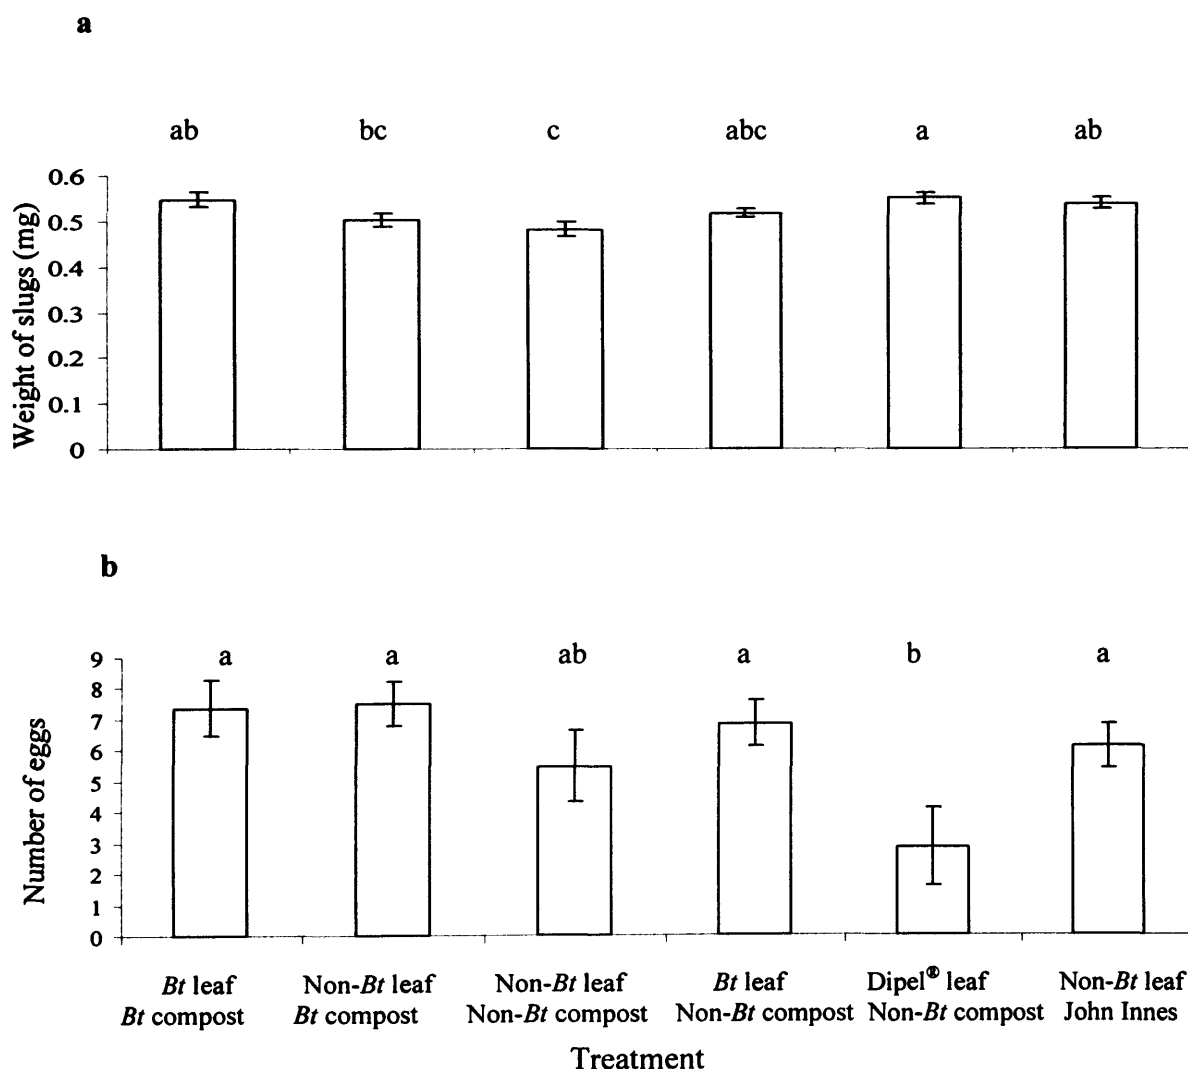 a
ab bc c abc a ab
0.6
0.5
0.4
0.3
0.2
0.1
0
Weight of slugs (mg)
b
a a ab a b a
9
8
7
6
5
4
3
2
1
0
Number of eggs
Bt leaf Non-Bt leaf Non-Bt leaf Bt leaf Dipel® leaf Non-Bt leaf
Bt compost Bt compost Non-Bt compost Non-Bt compost Non-Bt compost John Innes
Treatment